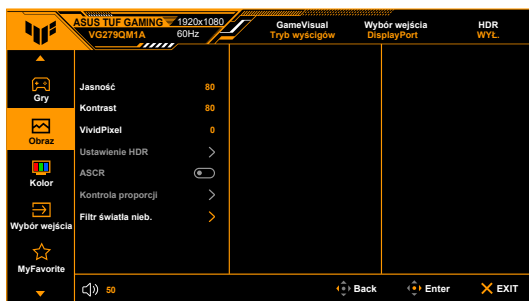 ASUS TUF GAMING 1920x1080
VG279QM1A 60Hz
GameVisual
Tryb wyścigów
Wybór wejścia
DisplayPort
HDR
WYŁ.
Gry
Obraz
Kolor
Wybór wejścia
MyFavorite
Jasność 80
Kontrast 80
VividPixel 0
Ustawienie HDR
ASCR
Kontrola proporcji
Filtr światła nieb.
50
Back
Enter
EXIT